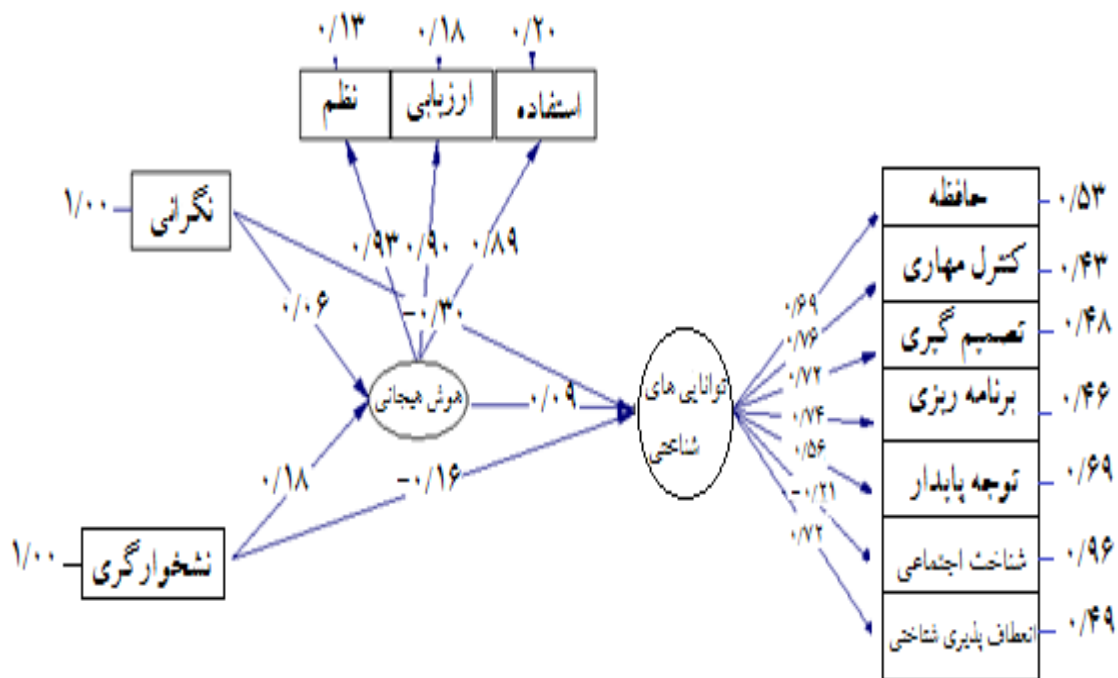 ۰/۱۳
۰/۱۸
۰/۲۰
نظم
ارزیابی
استفاده
۱/۰۰
نگرانی
۰/۹۳
۰/۹۰
۰/۸۹
۰/۰۶
-۰/۳۰
هوش هیجانی
۰/۰۹
توانایی های
شناختی
۰/۱۸
-۰/۱۶
۱/۰۰
نشخوارگری
۰/۶۹
۰/۷۶
۰/۷۲
۰/۷۴
۰/۵۶
۰-۰/۲۱
۰/۷۲
حافظه
۰/۵۳
کنترل مهاری
۰/۴۳
تصمیم گیری
۰/۴۸
برنامه ریزی
۰/۴۶
توجه پایدار
۰/۶۹
شناخت اجتماعی
۰/۹۶
انعطاف پذیری شناختی
۰/۴۹